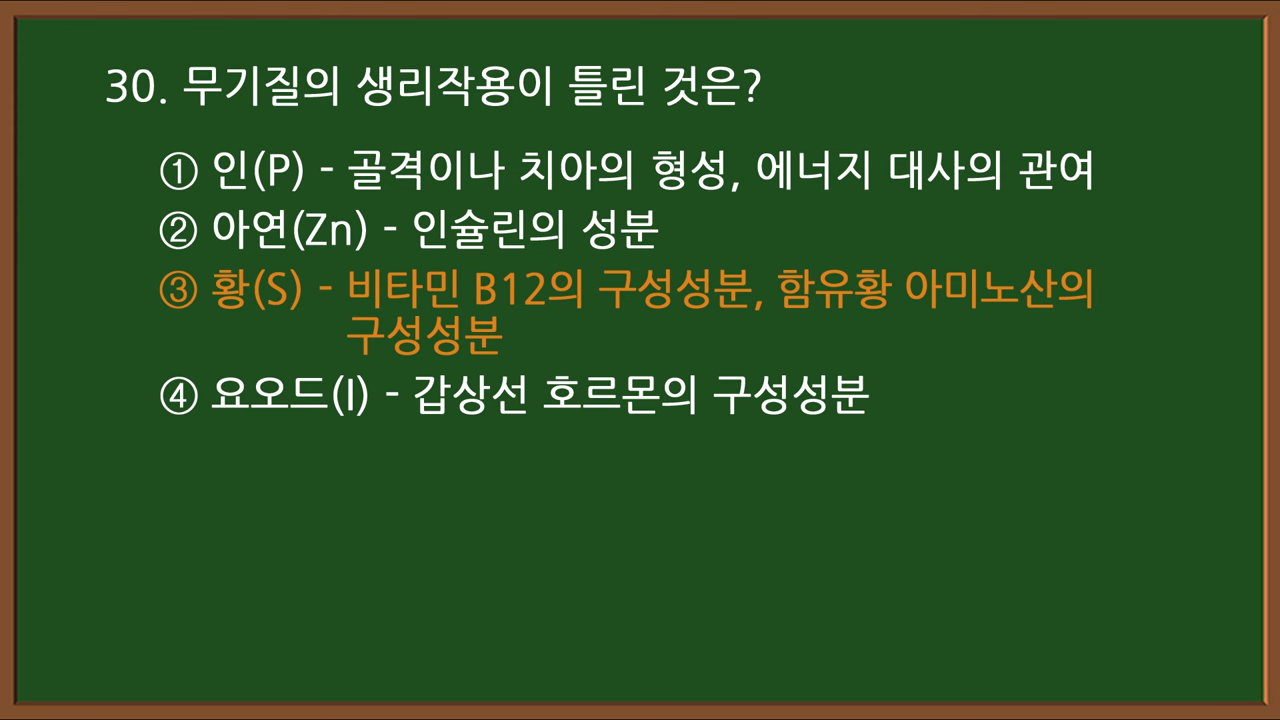 30. 무기질의 생리작용이 틀린 것은?
① 인(P) - 골격이나 치아의 형성, 에너지 대사의 관여
② 아연(Zn) - 인슐린의 성분
③ 황(S) - 비타민 B12의 구성성분, 함유황 아미노산의
구성성분
④ 요오드(I) - 갑상선 호르몬의 구성성분